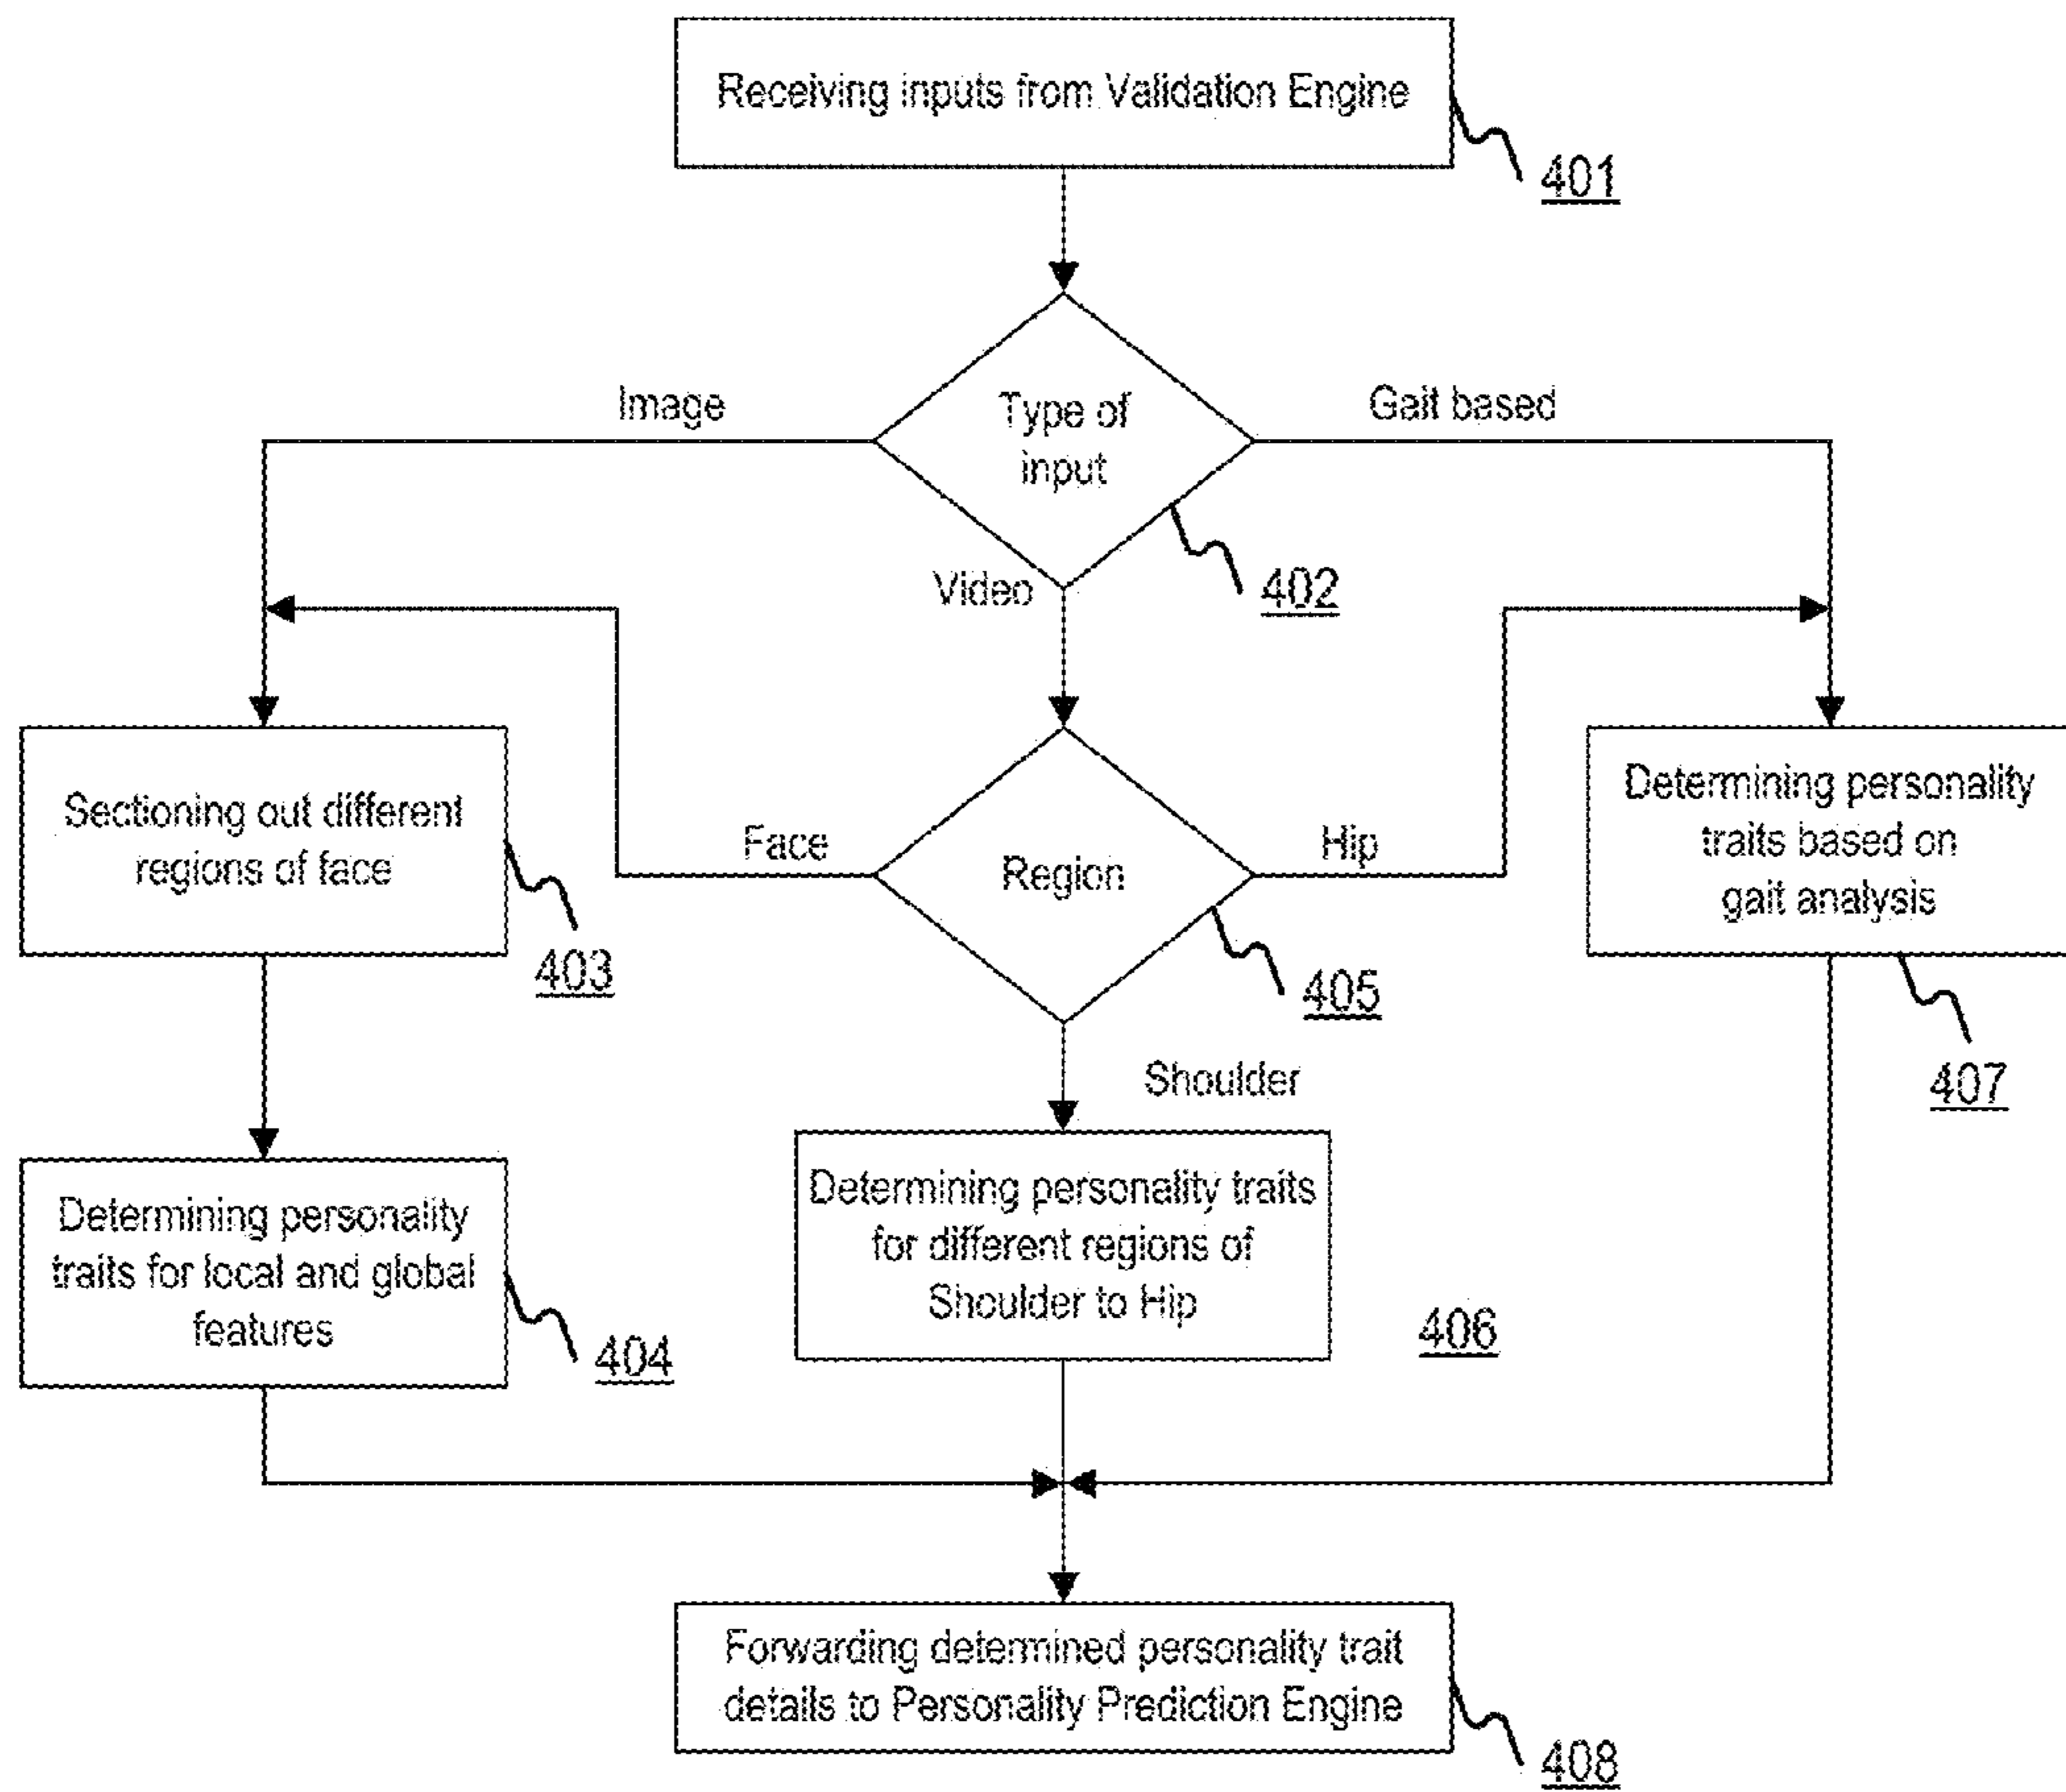 Receiving inputs from Validation Engine
401
Image
Type of
input
Gait based
Video
402
Sectioning out different
regions of face
403
Face
Region
Hip
405
Determining personality
traits based on
gait analysis
407
Shoulder
Determining personality
traits for local and global
features
404
Determining personality traits
for different regions of
Shoulder to Hip
406
Forwarding determined personality trait
details to Personality Prediction Engine
408